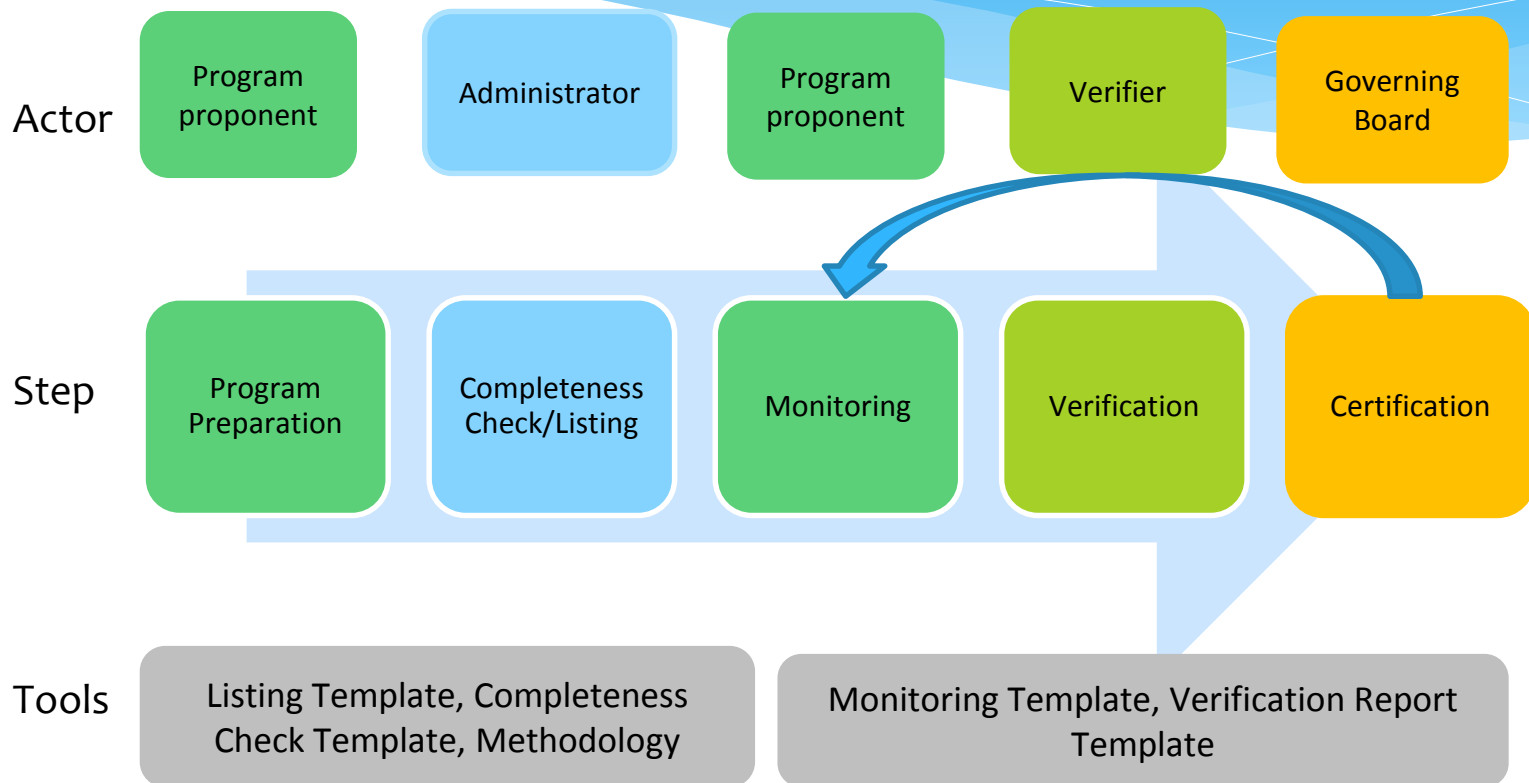 Actor
Program
proponent
Administrator
Program
proponent
Verifier
Governing
Board
Step
Program
Preparation
Completeness
Check/Listing
Monitoring
Verification
Certification
Tools
Listing Template, Completeness
Check Template, Methodology
Monitoring Template, Verification Report
Template